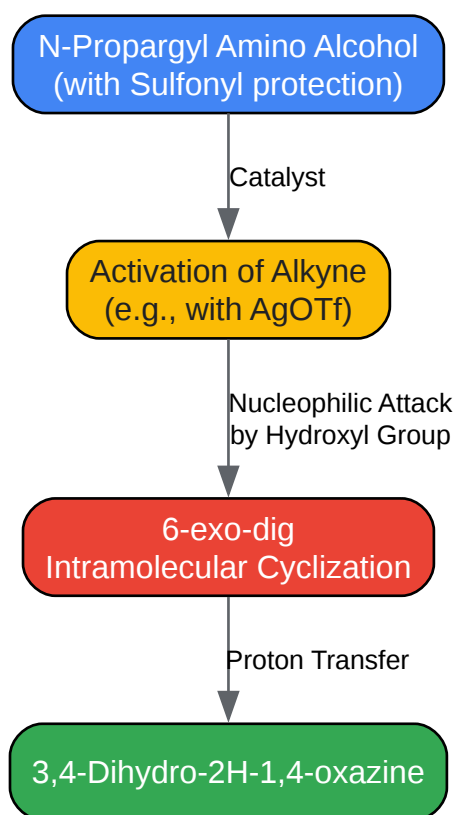 N-Propargyl Amino Alcohol
(with Sulfonyl protection)
Catalyst
Activation of Alkyne
(e.g., with AgOTf)
Nucleophilic Attack
by Hydroxyl Group
6-exo-dig
Intramolecular Cyclization
Proton Transfer
3,4-Dihydro-2H-1,4-oxazine